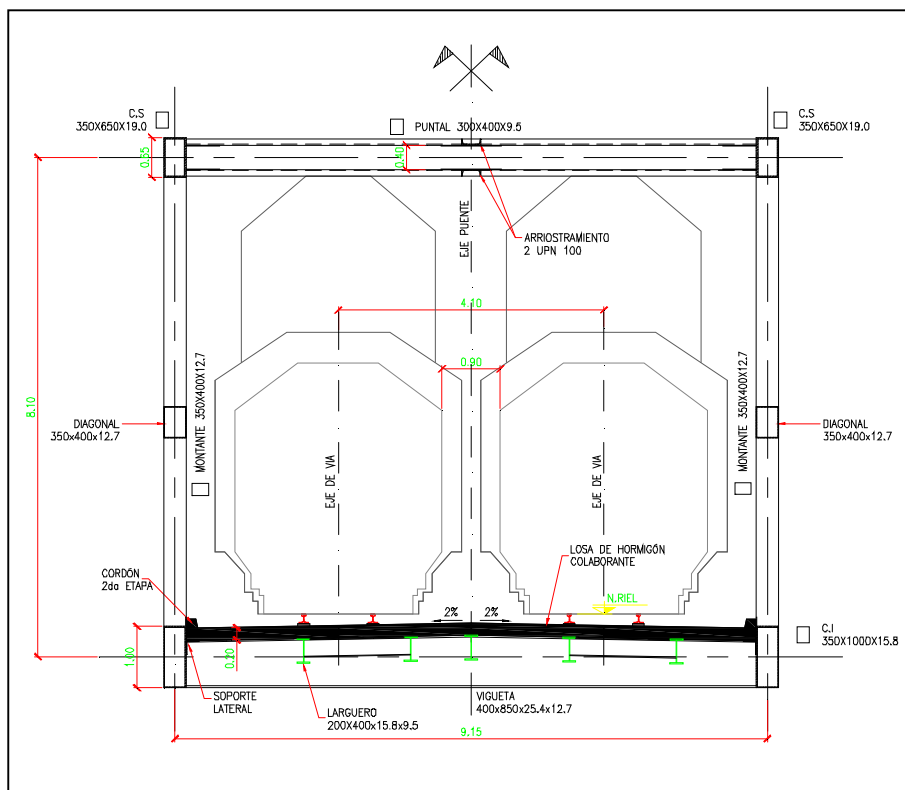 C.S
350X650X19.0
PUNTAL 300X400X9.5
C.S
350X650X19.0
0.65
0.40
EJE PUENTE
ARRIOSTRAMIENTO
2 UPN 100
4.10
0.90
8.10
MONTANTE 350X400X12.7
MONTANTE 350X400X12.7
DIAGONAL
350x400x12.7
DIAGONAL
350x400x12.7
EJE DE VIA
EJE DE VIA
LOSA DE HORMIGÓN
COLABORANTE
CORDÓN
2da ETAPA
N.RIEL
2%
2%
C.I
350X1000X15.8
1.00
0.20
SOPORTE
LATERAL
LARGUERO
200X400x15.8x9.5
VIGUETA
400x850x25.4x12.7
9.15